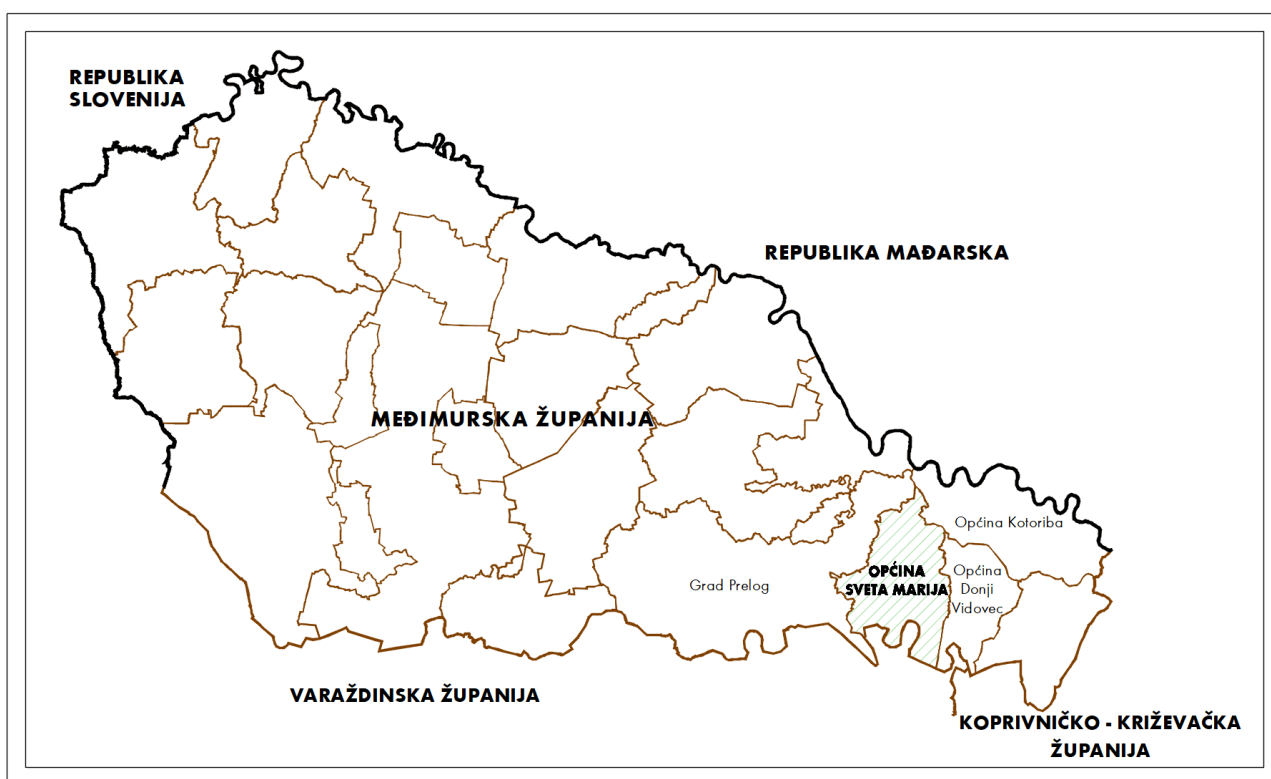 REPUBLIKA
SLOVENIJA
REPUBLIKA MAĐARSKA
MEĐIMURSKA ŽUPANIJA
Općina Kotoriba
Grad Prelog
OPĆINA
SVETA MARIJA
Općina
Donji
Vidovec
VARAŽDINSKA ŽUPANIJA
KOPRIVNIČKO - KRIŽEVAČKA
ŽUPANIJA